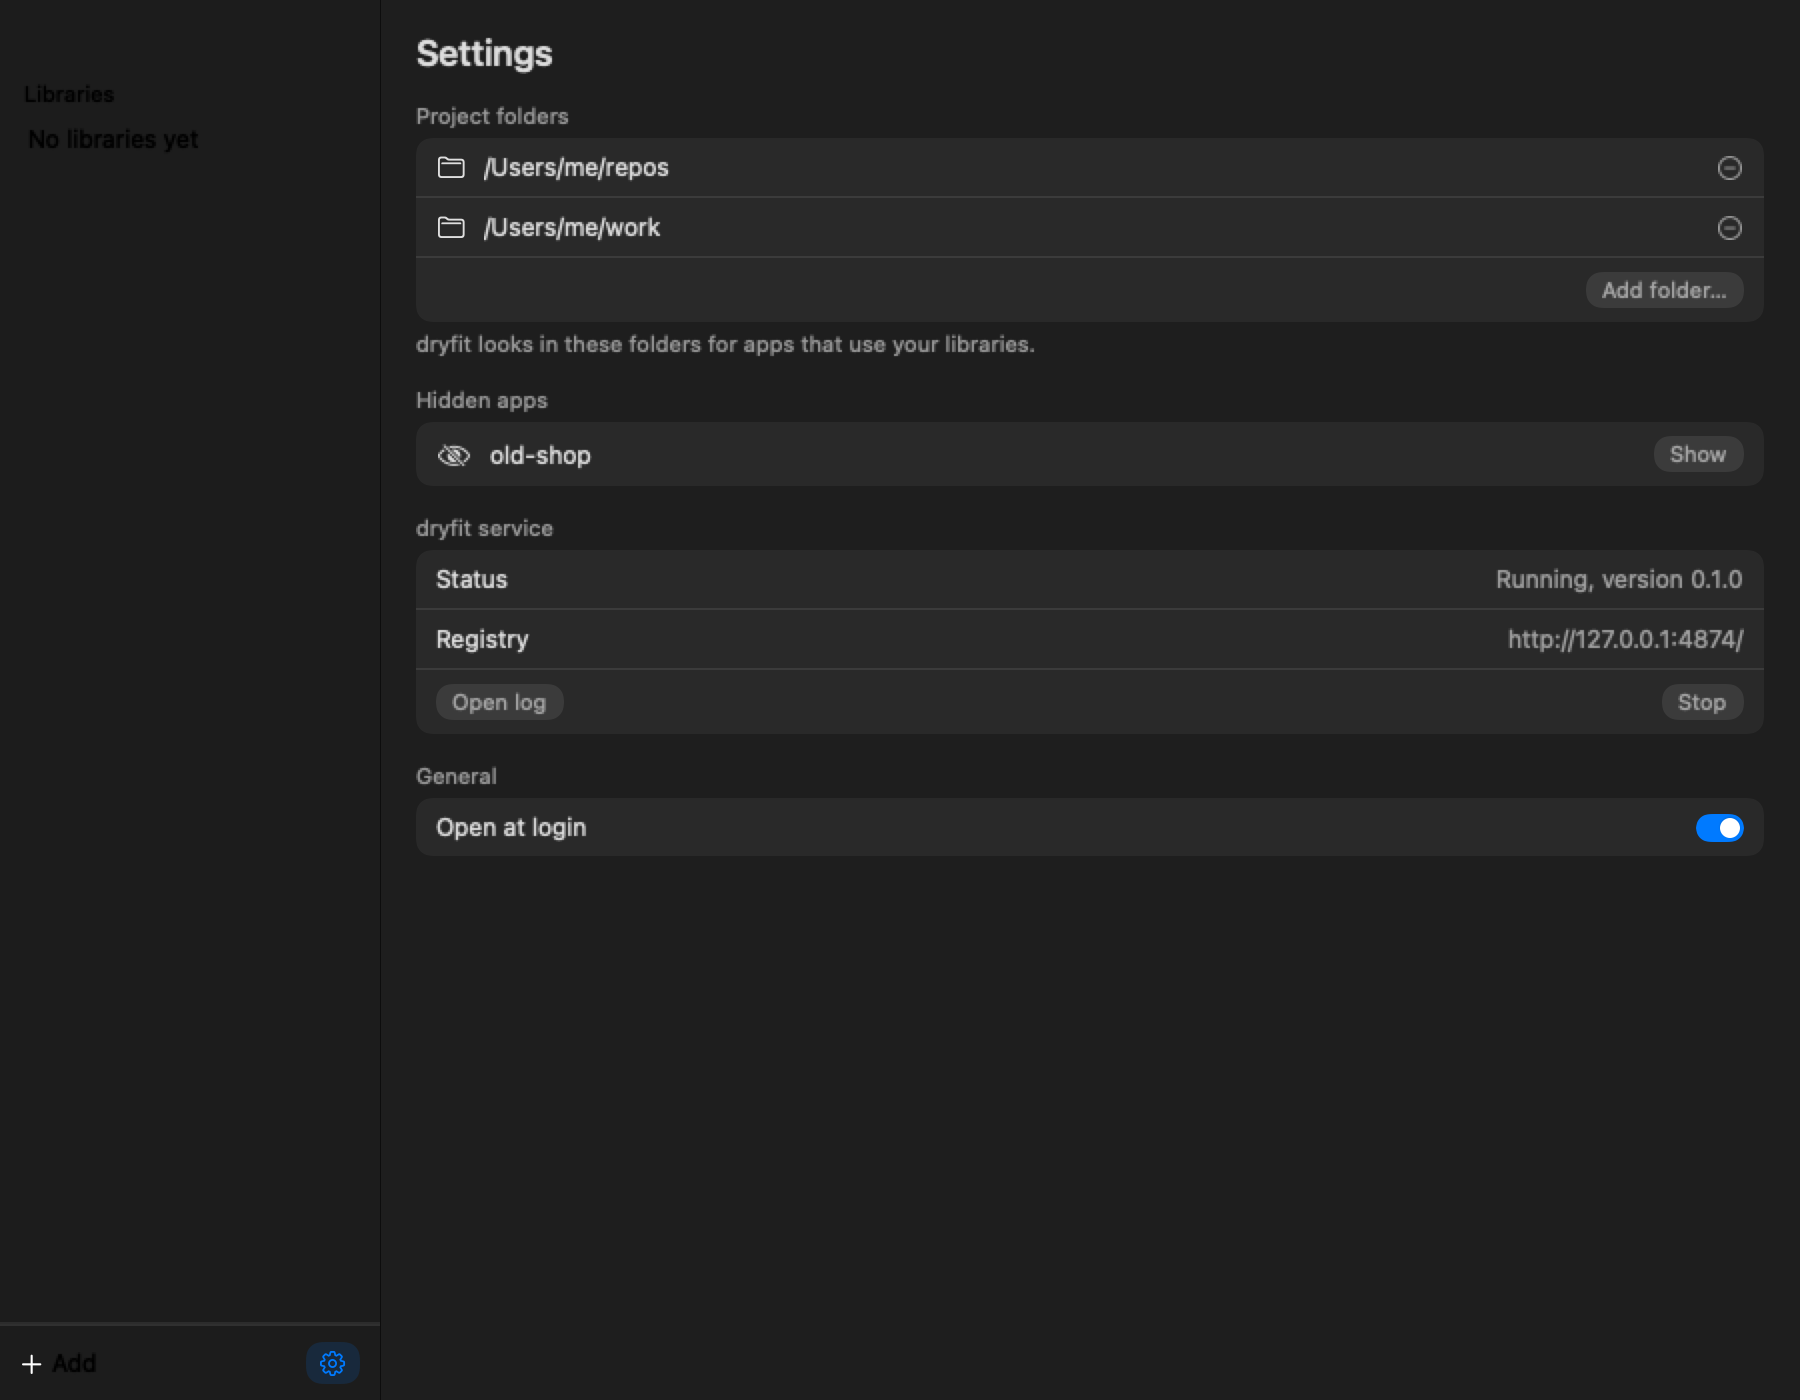 Libraries
No libraries yet
Add
Settings
Project folders
/Users/me/repos
/Users/me/work
Add folder...
dryfit looks in these folders for apps that use your libraries.
Hidden apps
old-shop
Show
dryfit service
Status
Running, version 0.1.0
Registry
http://127.0.0.1:4874/
Open log
Stop
General
Open at login